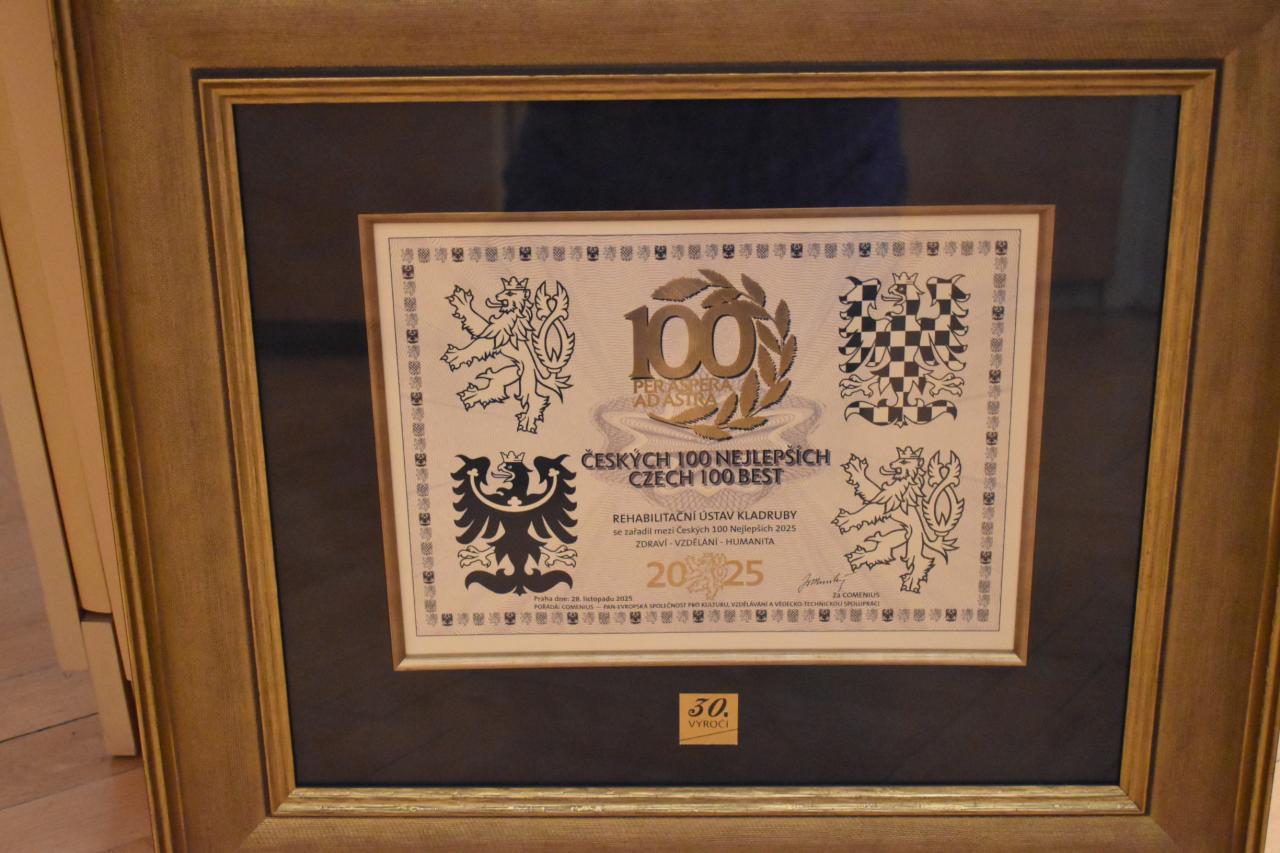 100
PER ASPERA
AD ASTRA
ČESKÝCH 100 NEJLEPŠÍCH
CZECH 100 BEST
REHABILITAČNÍ ÚSTAV KLADRUBY
se zařadil mezi Českých 100 Nejlepších 2025
ZDRAVÍ - VZDĚLÁNÍ - HUMANITA
2025
Praha dne: 28. listopadu 2025
Za COMENIUS
POŘADÁ: COMENIUS — PAN-EVROPSKÁ SPOLEČNOST PRO KULTURU, VZDĚLÁVÁNÍ A VĚDECKO-TECHNICKOU SPOLUPRÁCI
30.
VÝROČÍ